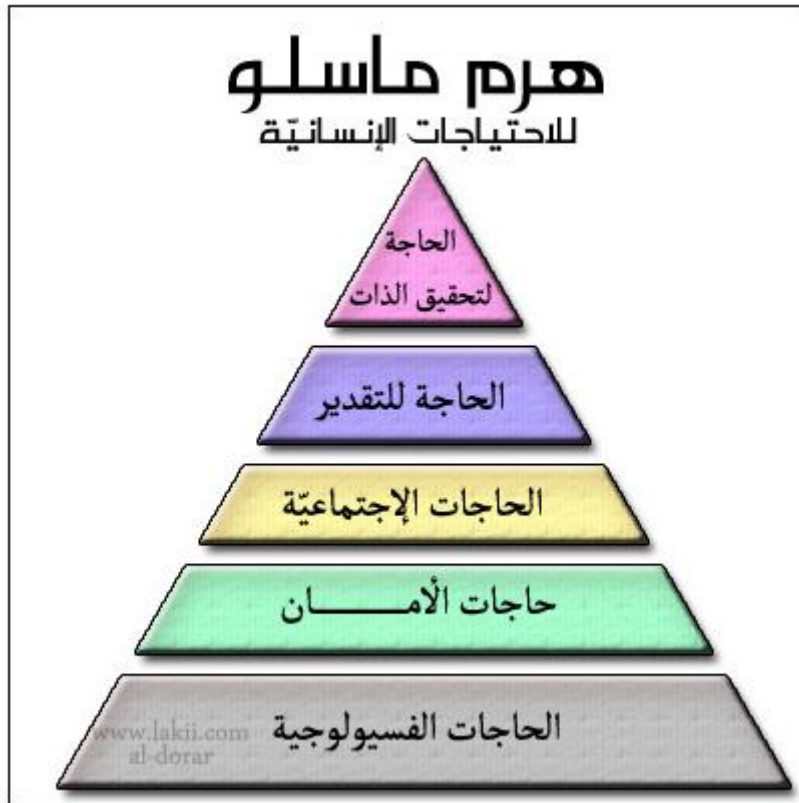 هرم ماسلو
للاحتياجات الإنسانيّة
الحاجة
لتحقيق الذات
الحاجة للتقدير
الحاجات الإجتماعيّة
حاجات الأمـــــــان
الحاجات الفسيولوجية
www.lakii.com
al-dorar